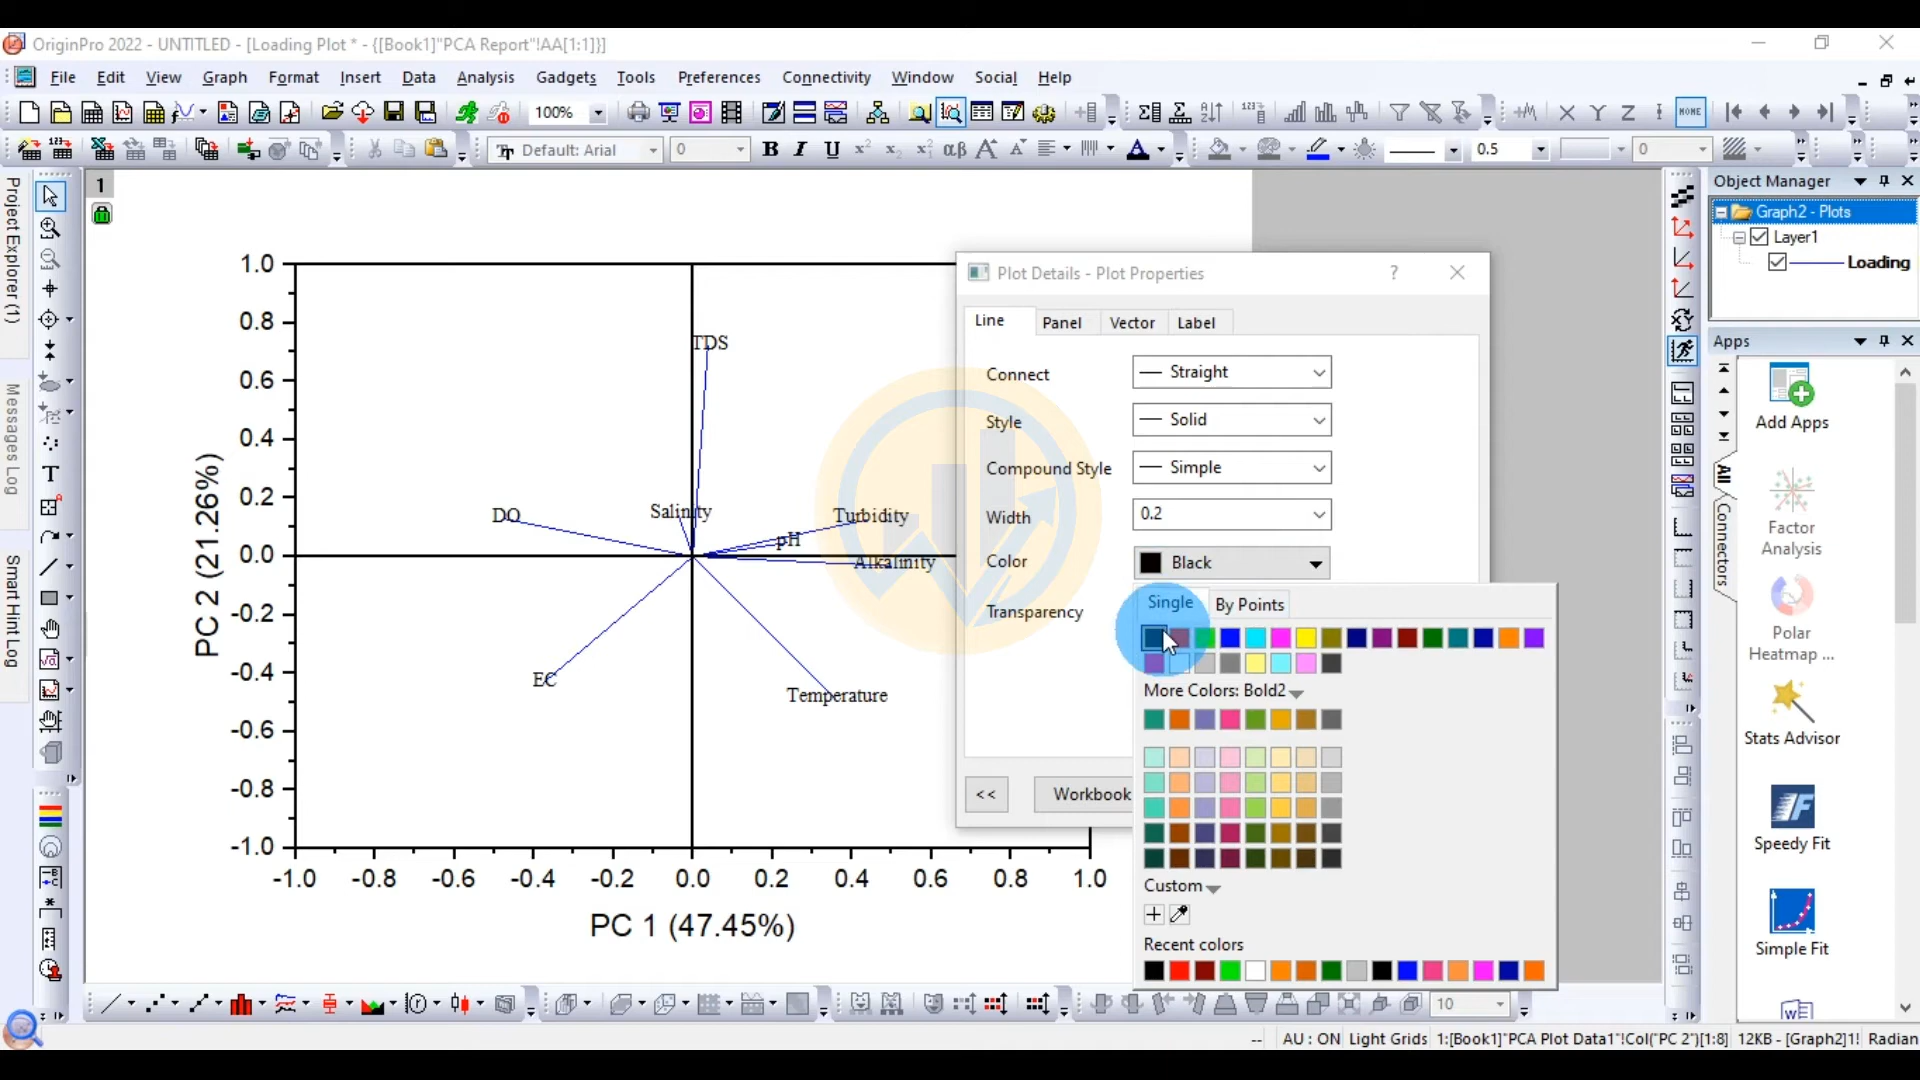 OriginPro 2022 - UNTITLED - [Loading Plot * - {[Book1]"PCA Report"!AA[1:1]}]
File Edit View Graph Format Insert Data Analysis Gadgets Tools Preferences Connectivity Window Social Help
100%
X Y Z
NONE
Default: Arial
0
B I U
αβ
A
0.5
0
Project Explorer (1)
Messages Log
Smart Hint Log
1
T
1.0
0.8
0.6
0.4
0.2
0.0
-0.2
-0.4
-0.6
-0.8
-1.0
PC 2 (21.26%)
TDS
DO
Salinity
Turbidity
pH
Alkalinity
EC
Temperature
-1.0 -0.8 -0.6 -0.4 -0.2 0.0 0.2 0.4 0.6 0.8 1.0
PC 1 (47.45%)
Plot Details - Plot Properties
?
Line Panel Vector Label
Connect Straight
Style Solid
Compound Style Simple
Width 0.2
Color Black
Transparency
<< Workbook
Single By Points
More Colors: Bold2
Custom
Recent colors
Object Manager
Graph2 - Plots
Layer1
Loading
Apps
All
Connectors
Add Apps
Factor
Analysis
Polar
Heatmap ...
Stats Advisor
Speedy Fit
Simple Fit
10
-- AU : ON Light Grids 1:[Book1]"PCA Plot Data1"!Col("PC 2")[1:8] 12KB - [Graph2]1! Radian